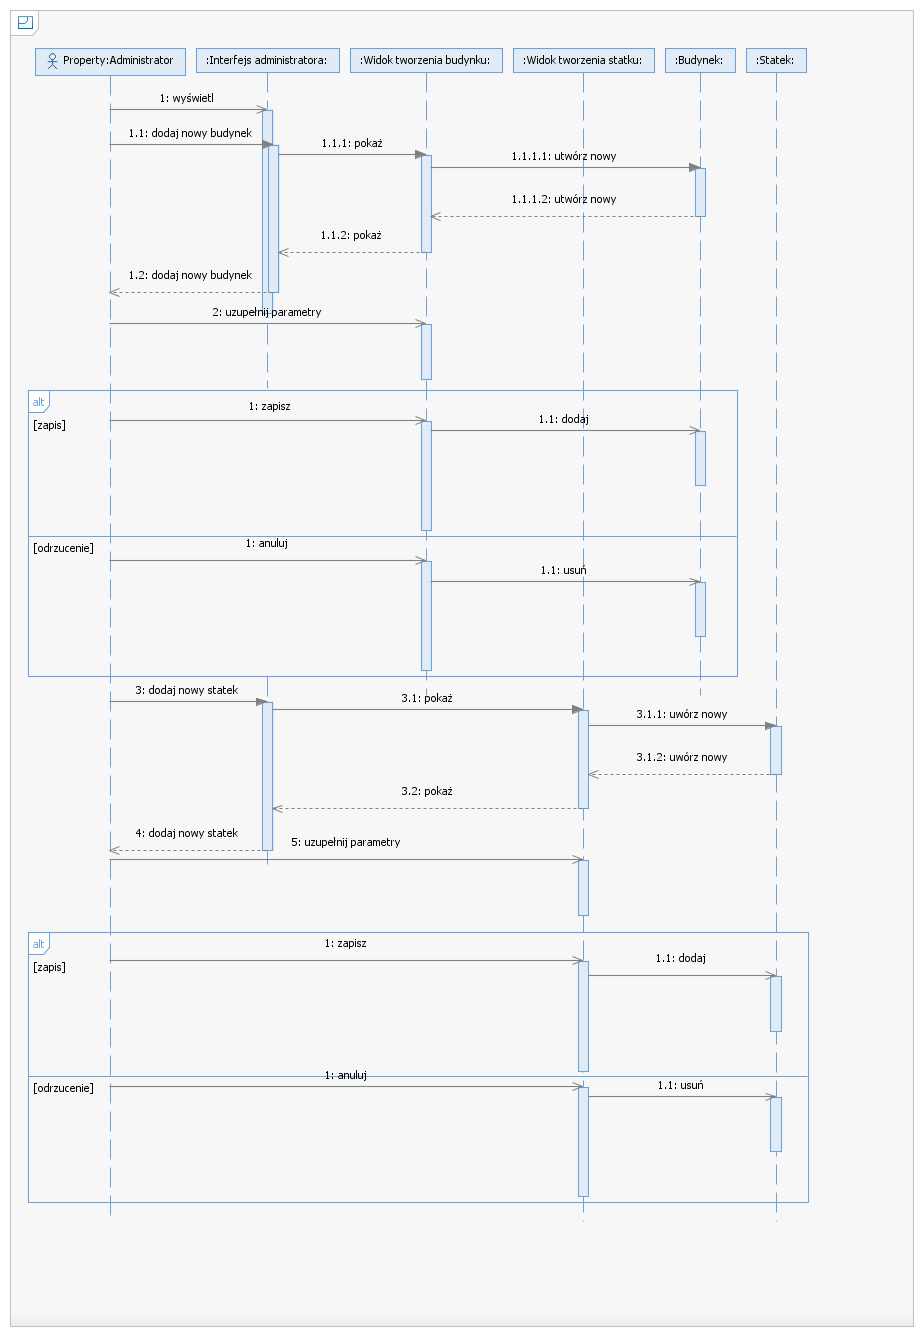 Property:Administrator
:Interfejs administratora:
:Widok tworzenia budynku:
:Widok tworzenia statku:
:Budynek:
:Statek:
1: wyświetl
1.1: dodaj nowy budynek
1.1.1: pokaż
1.1.1.1: utwórz nowy
1.1.1.2: utwórz nowy
1.1.2: pokaż
1.2: dodaj nowy budynek
2: uzupełnij parametry
alt
1: zapisz
[zapis]
1.1: dodaj
[odrzucenie]
1: anuluj
1.1: usuń
3: dodaj nowy statek
3.1: pokaż
3.1.1: uwórz nowy
3.1.2: uwórz nowy
3.2: pokaż
4: dodaj nowy statek
5: uzupełnij parametry
alt
1: zapisz
[zapis]
1.1: dodaj
1: anuluj
[odrzucenie]
1.1: usuń